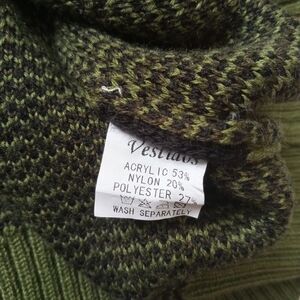 Vestidos
ACRYLIC 53%
NYLON 20%
POLYESTER 27%
WASH SEPARATELY